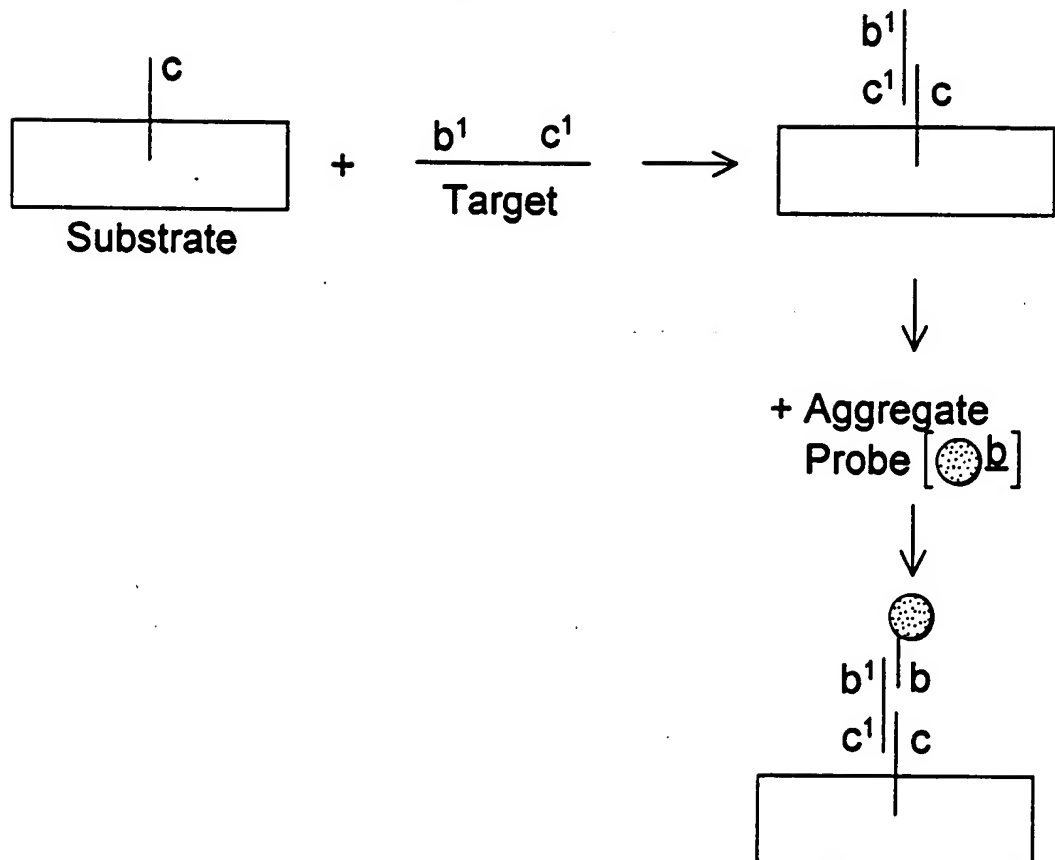 c
Substrate
+
b¹ c¹
Target
b¹
c¹ c
+ Aggregate
Probe [ b]
b¹ b
c¹ c